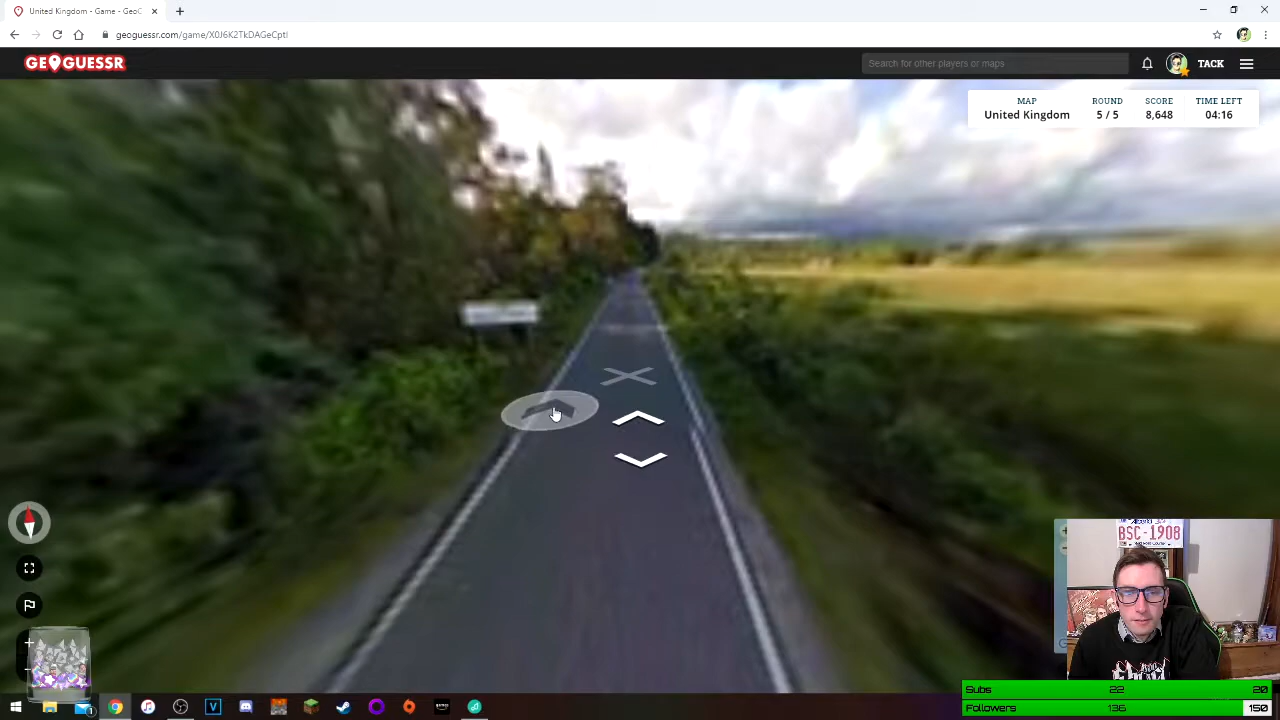 United Kingdom - Game - GeoG
geoguessr.com/game/X0J6K2TkDAGeCptI
GEOGUESSR
Search for other players or maps
TACK
MAP
United Kingdom
ROUND
5 / 5
SCORE
8,648
TIME LEFT
04:16
BSC-1908
Subs
22
20
Followers
136
150